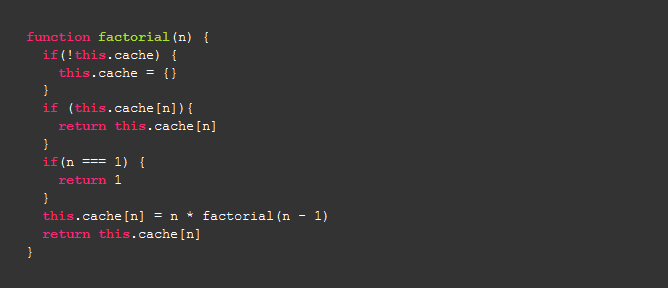 function factorial(n) {
  if(!this.cache) {
    this.cache = {}
  }
  if (this.cache[n]){
    return this.cache[n]
  }
  if(n === 1) {
    return 1
  }
  this.cache[n] = n * factorial(n - 1)
  return this.cache[n]
}